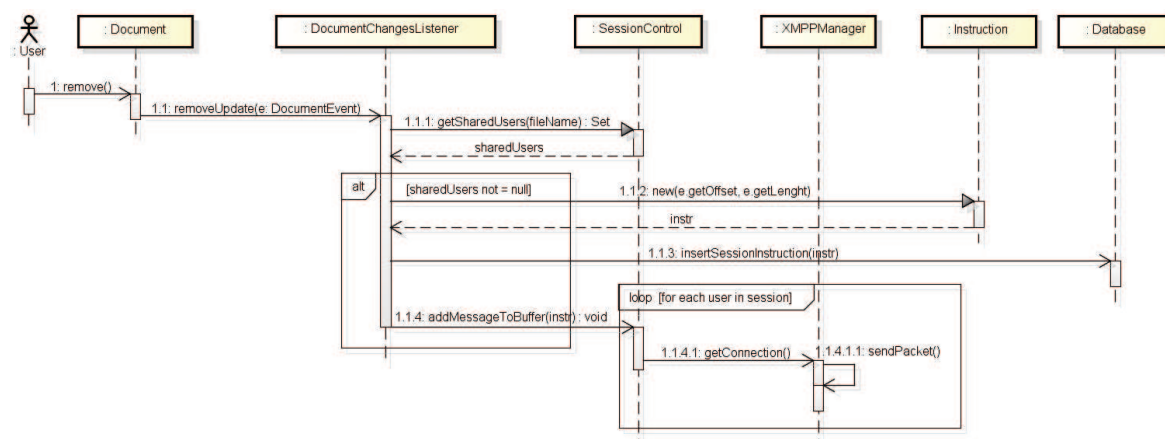 : User
: Document
: DocumentChangesListener
: SessionControl
: XMPPManager
: Instruction
: Database
1: remove()
1.1: removeUpdate(e: DocumentEvent)
1.1.1: getSharedUsers(fileName) : Set
sharedUsers
alt
[sharedUsers not = null]
1.1.2: new(e.getOffset, e.getLenght)
instr
1.1.3: insertSessionInstruction(instr)
loop [for each user in session]
1.1.4: addMessageToBuffer(instr) : void
1.1.4.1: getConnection()
1.1.4.1.1: sendPacket()